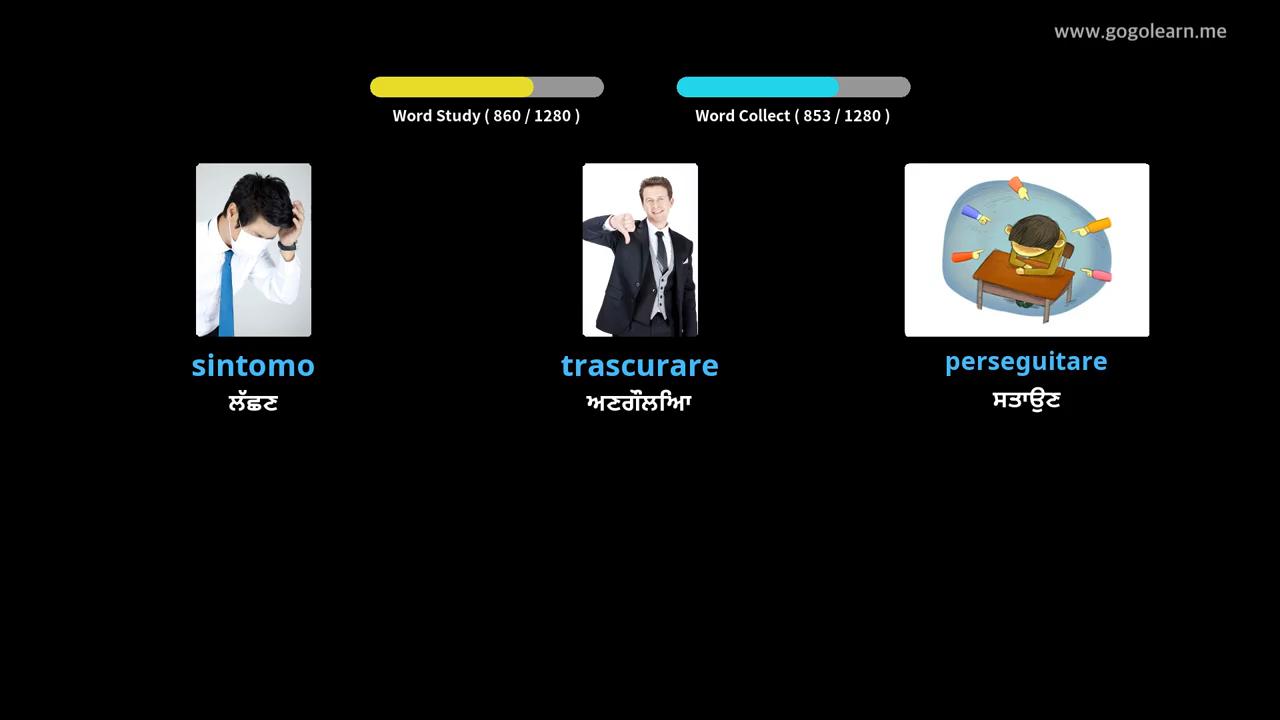 www.gogolearn.me
Word Study ( 860 / 1280 )
Word Collect ( 853 / 1280 )
sintomo
trascurare
perseguitare
ਲੱਛਣ
ਅਣਗੌਲਿਆ
ਸਤਾਉਣ